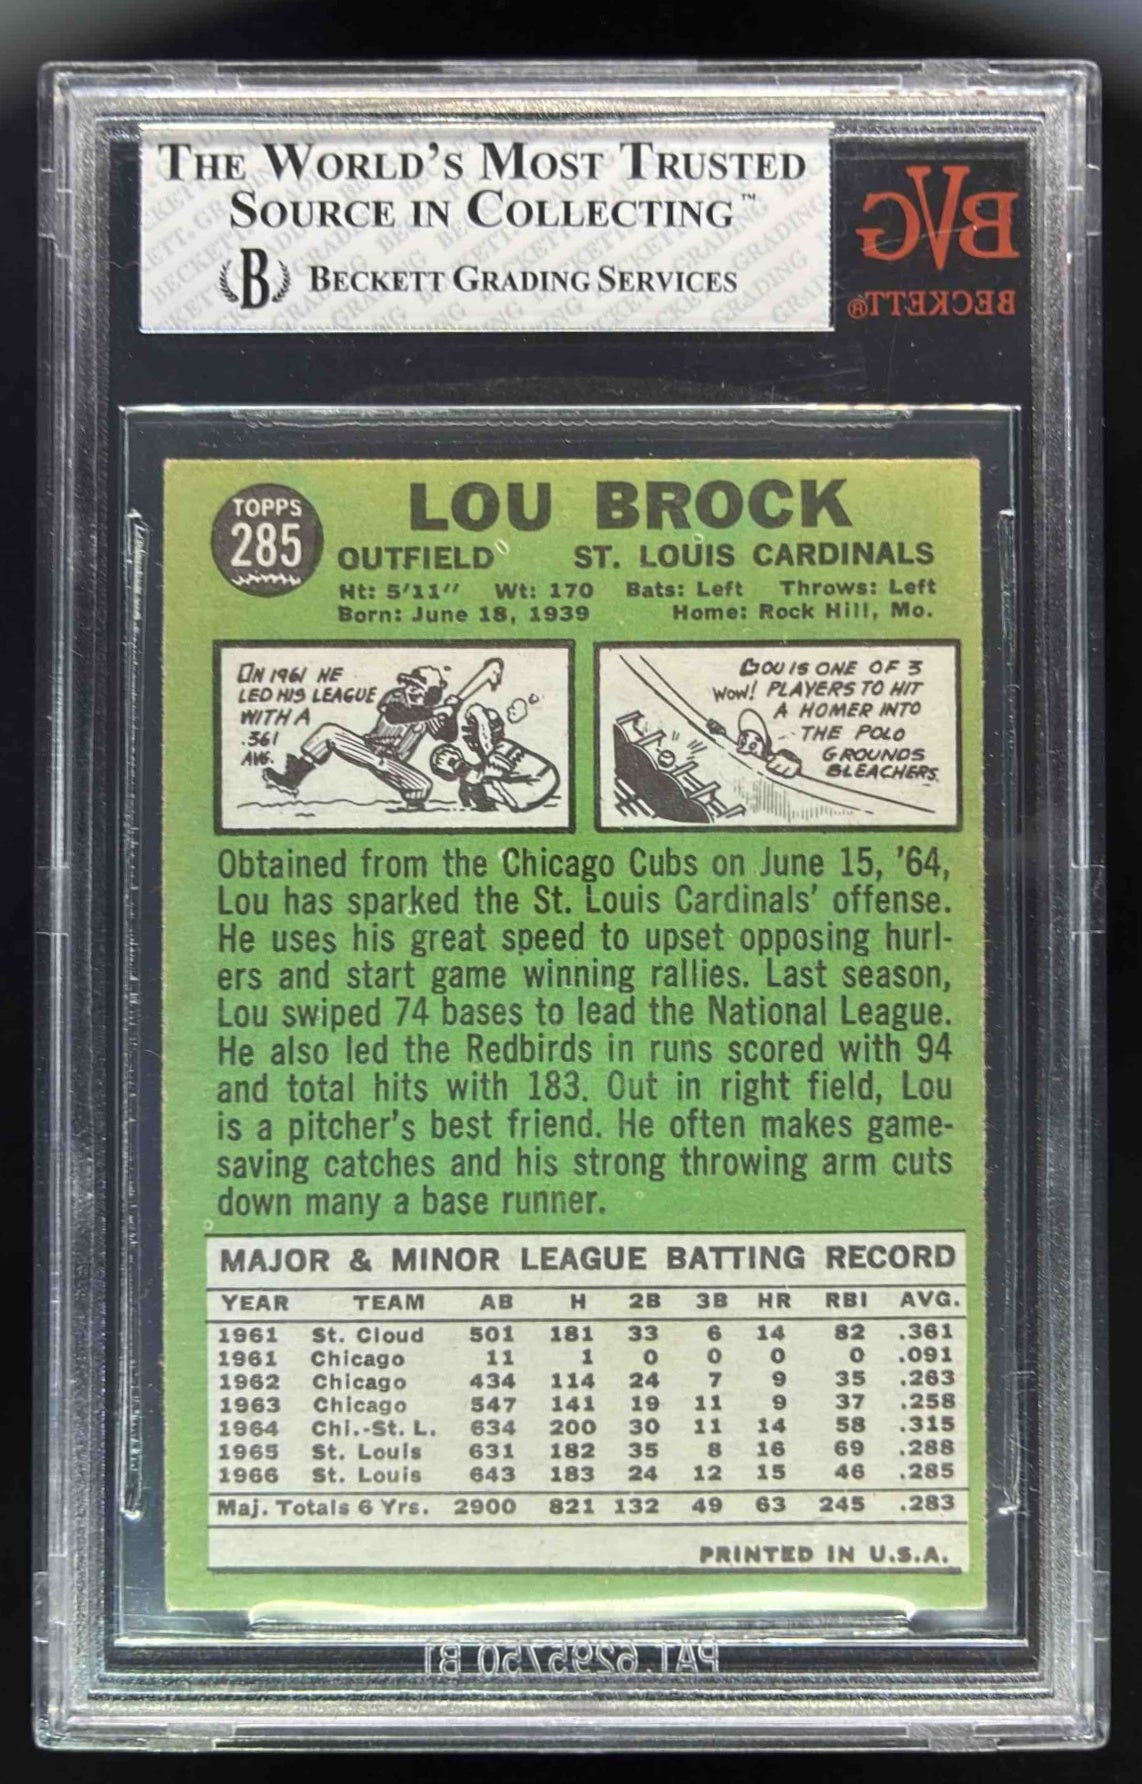 THE WORLD'S MOST TRUSTED
SOURCE IN COLLECTING™
B BECKETT GRADING SERVICES
BVG
BECKETT®
TOPPS
285
LOU BROCK
OUTFIELD ST. LOUIS CARDINALS
Ht: 5'11" Wt: 170 Bats: Left Throws: Left
Born: June 18, 1939 Home: Rock Hill, Mo.
IN 1961 HE
LED HIS LEAGUE
WITH A
.361
AVG.
LOU IS ONE OF 3
WOW! PLAYERS TO HIT
A HOMER INTO
THE POLO
GROUNDS
BLEACHERS.
Obtained from the Chicago Cubs on June 15, '64,
Lou has sparked the St. Louis Cardinals' offense.
He uses his great speed to upset opposing hurl-
ers and start game winning rallies. Last season,
Lou swiped 74 bases to lead the National League.
He also led the Redbirds in runs scored with 94
and total hits with 183. Out in right field, Lou
is a pitcher's best friend. He often makes game-
saving catches and his strong throwing arm cuts
down many a base runner.
MAJOR & MINOR LEAGUE BATTING RECORD
YEAR TEAM AB H 2B 3B HR RBI AVG.
1961 St. Cloud 501 181 33 6 14 82 .361
1961 Chicago 11 1 0 0 0 0 .091
1962 Chicago 434 114 24 7 9 35 .263
1963 Chicago 547 141 19 11 9 37 .258
1964 Chi.-St. L. 634 200 30 11 14 58 .315
1965 St. Louis 631 182 35 8 16 69 .288
1966 St. Louis 643 183 24 12 15 46 .285
Maj. Totals 6 Yrs. 2900 821 132 49 63 245 .283
PRINTED IN U.S.A.
PAT. 6295750 B1